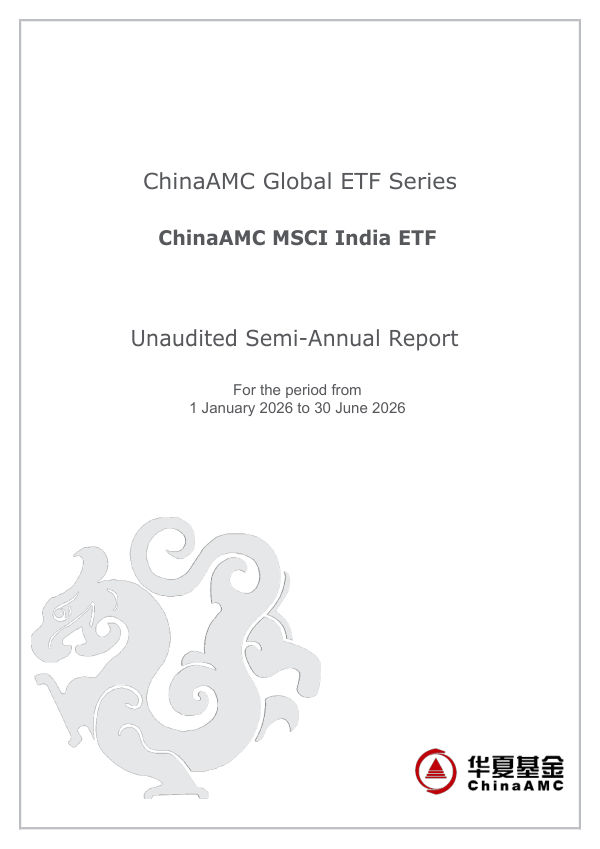 ChinaAMC Global ETF Series
ChinaAMC MSCI India ETF
Unaudited Semi-Annual Report
For the period from
1 January 2026 to 30 June 2026
华夏基金
ChinaAMC